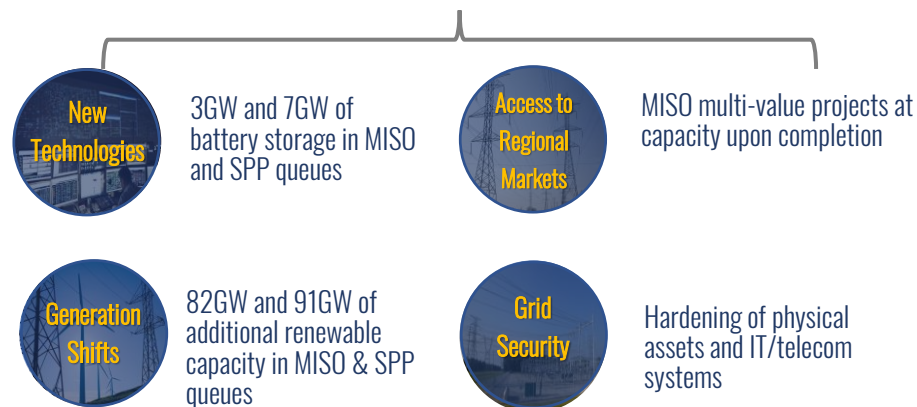 New
Technologies
3GW and 7GW of
battery storage in MISO
and SPP queues
Access to
Regional
Markets
MISO multi-value projects at
capacity upon completion
Generation
Shifts
82GW and 91GW of
additional renewable
capacity in MISO & SPP
queues
Grid
Security
Hardening of physical
assets and IT/telecom
systems